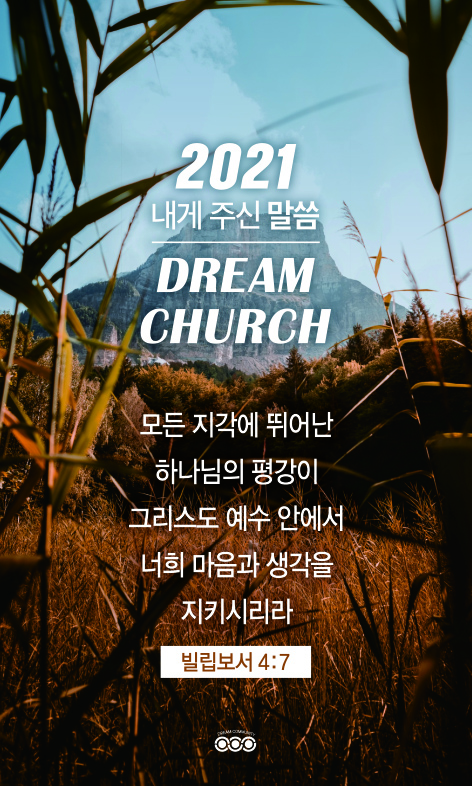 2021
내게 주신 말씀
DREAM
CHURCH
모든 지각에 뛰어난
하나님의 평강이
그리스도 예수 안에서
너희 마음과 생각을
지키시리라
빌립보서 4:7
DREAM COMMUNITY